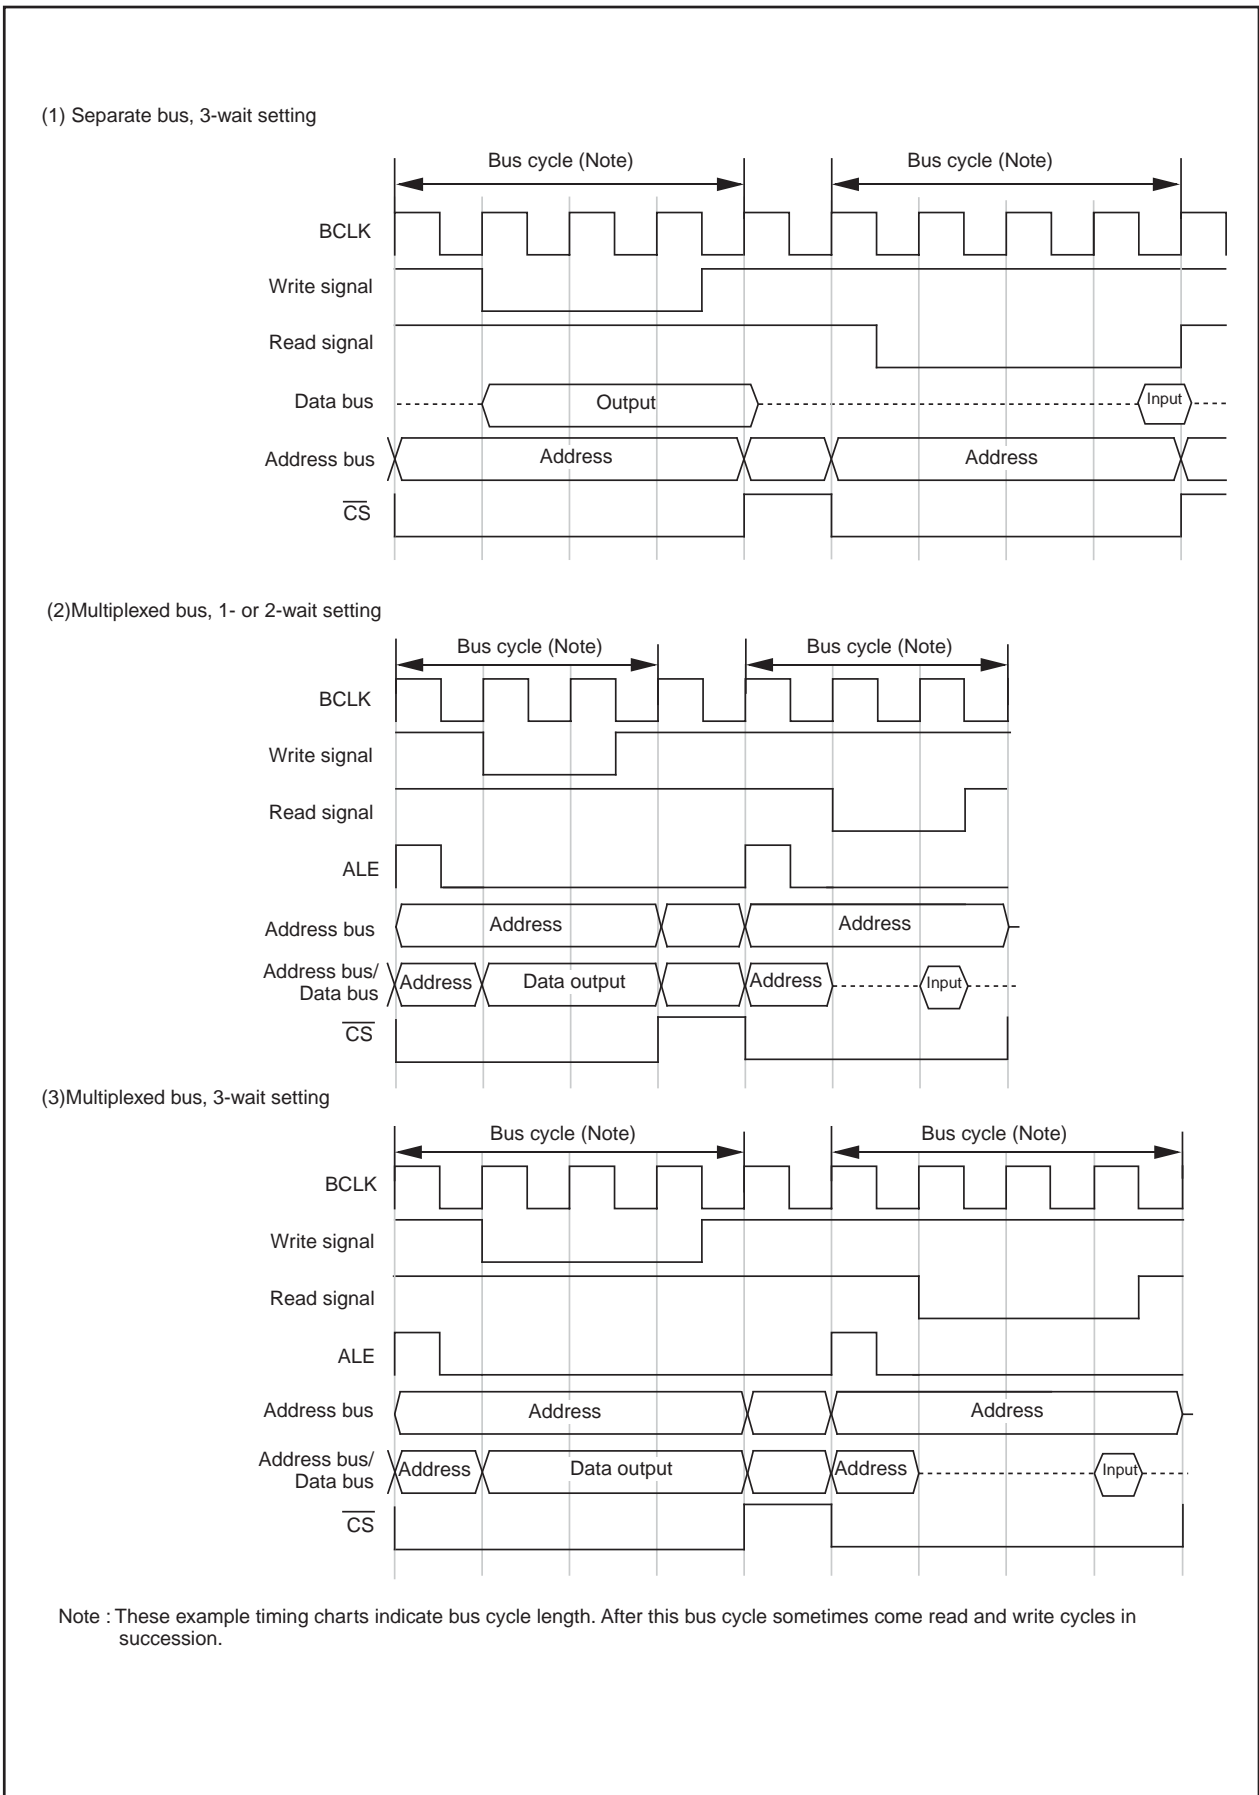 (1) Separate bus, 3-wait setting
Bus cycle (Note) Bus cycle (Note)
BCLK
Write signal
Read signal
Data bus Output Input
Address bus Address Address
CS
(2)Multiplexed bus, 1- or 2-wait setting
Bus cycle (Note) Bus cycle (Note)
BCLK
Write signal
Read signal
ALE
Address bus Address Address
Address bus/
Data bus Address Data output Address Input
CS
(3)Multiplexed bus, 3-wait setting
Bus cycle (Note) Bus cycle (Note)
BCLK
Write signal
Read signal
ALE
Address bus Address Address
Address bus/
Data bus Address Data output Address Input
CS
Note : These example timing charts indicate bus cycle length. After this bus cycle sometimes come read and write cycles in
succession.